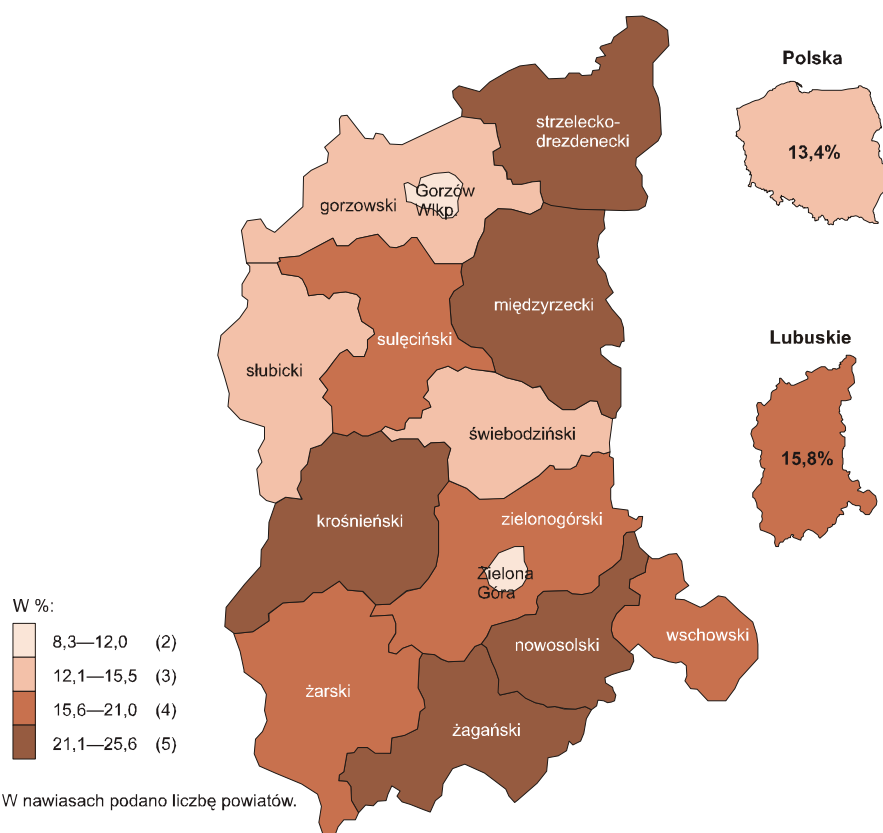 Polska
13,4%
strzelecko-
drezdenecki
Gorzów
Wlkp.
gorzowski
międzyrzecki
sulęciński
słubicki
Lubuskie
15,8%
świebodziński
krośnieński
zielonogórski
Zielona
Góra
nowosolski
wschowski
żarski
żagański
W %:
8,3—12,0 (2)
12,1—15,5 (3)
15,6—21,0 (4)
21,1—25,6 (5)
W nawiasach podano liczbę powiatów.